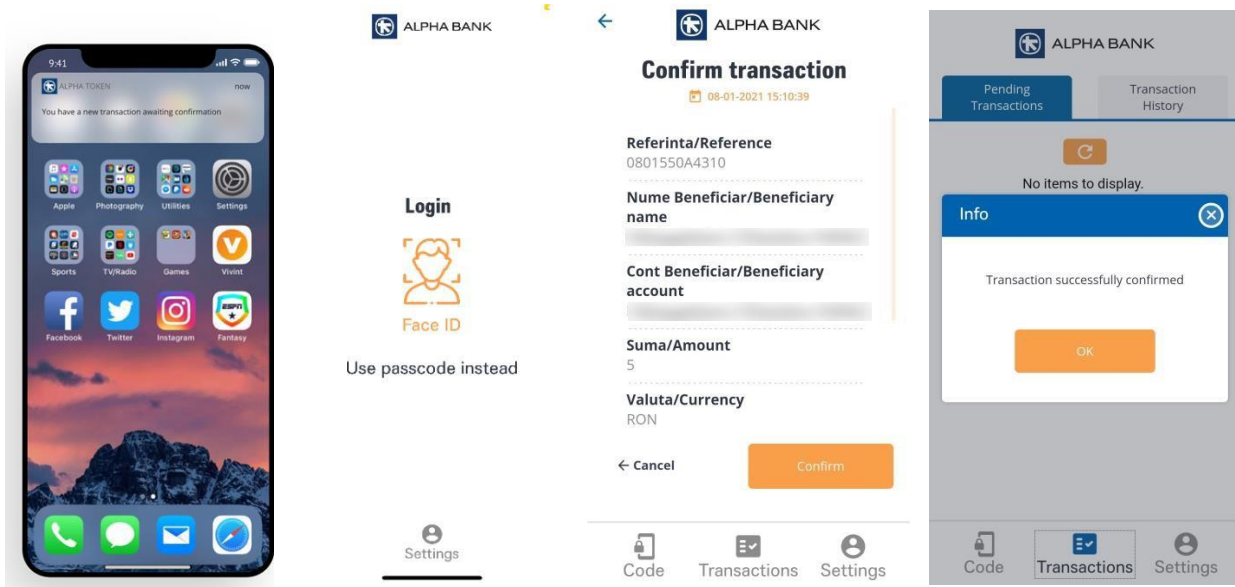 9:41
ALPHA TOKEN
now
You have a new transaction awaiting confirmation
Apple
Photography
Utilities
Settings
Sports
TV/Radio
Games
Vivint
Facebook
Twitter
Instagram
ESPN
Fantasy
ALPHA BANK
Login
Face ID
Use passcode instead
Settings
ALPHA BANK
Confirm transaction
08-01-2021 15:10:39
Referinta/Reference
0801550A4310
Nume Beneficiar/Beneficiary
name
Cont Beneficiar/Beneficiary
account
Suma/Amount
5
Valuta/Currency
RON
Cancel
Confirm
Code
Transactions
Settings
ALPHA BANK
Pending
Transactions
Transaction
History
No items to display.
Info
Transaction successfully confirmed
OK
Code
Transactions
Settings